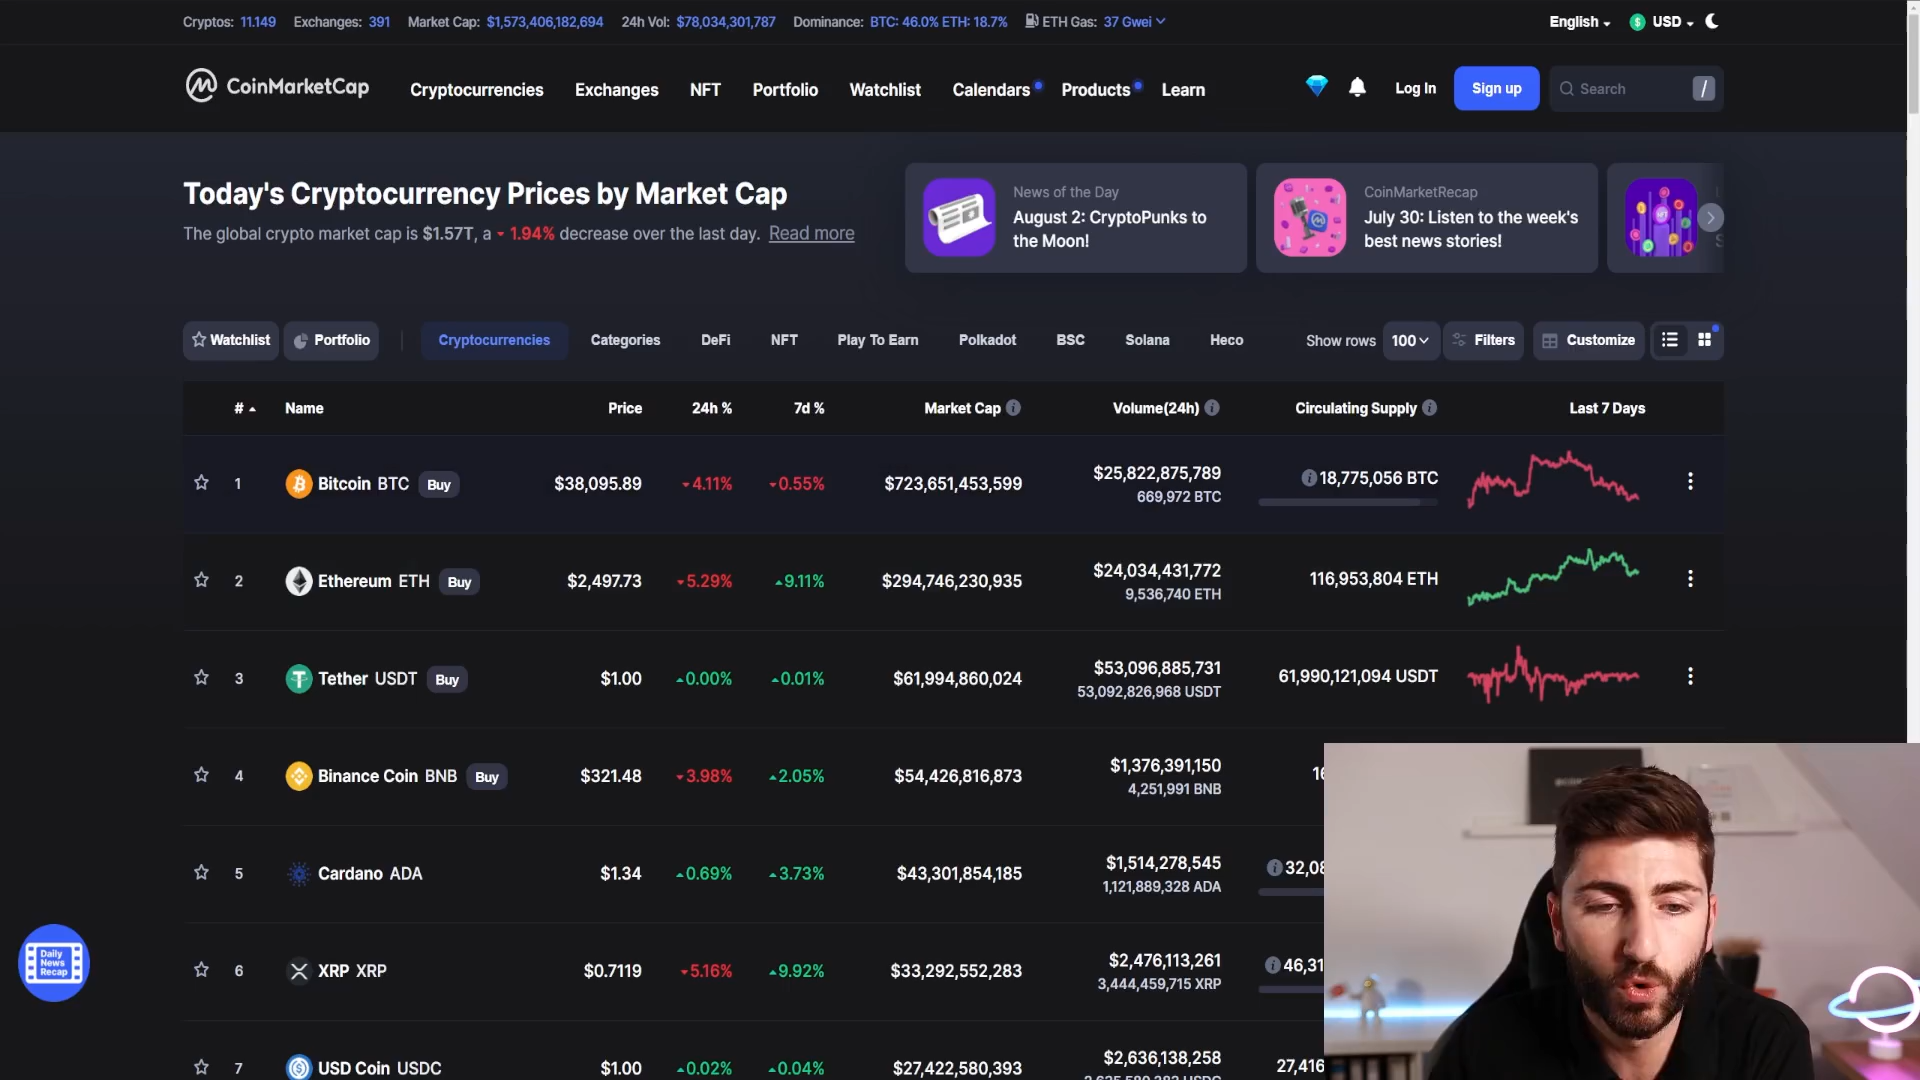 Cryptos: 11.149 Exchanges: 391 Market Cap: $1,573,406,182,694 24h Vol: $78,034,301,787 Dominance: BTC: 46.0% ETH: 18.7% ETH Gas: 37 Gwei English USD
CoinMarketCap Cryptocurrencies Exchanges NFT Portfolio Watchlist Calendars Products Learn Log In Sign up Search /
Today's Cryptocurrency Prices by Market Cap
The global crypto market cap is $1.57T, a 1.94% decrease over the last day. Read more
News of the Day
August 2: CryptoPunks to
the Moon!
CoinMarketRecap
July 30: Listen to the week's
best news stories!
Watchlist Portfolio Cryptocurrencies Categories DeFi NFT Play To Earn Polkadot BSC Solana Heco Show rows 100 Filters Customize
# Name Price 24h % 7d % Market Cap Volume(24h) Circulating Supply Last 7 Days
1 Bitcoin BTC Buy $38,095.89 4.11% 0.55% $723,651,453,599 $25,822,875,789 18,775,056 BTC
669,972 BTC
2 Ethereum ETH Buy $2,497.73 5.29% 9.11% $294,746,230,935 $24,034,431,772 116,953,804 ETH
9,536,740 ETH
3 Tether USDT Buy $1.00 0.00% 0.01% $61,994,860,024 $53,096,885,731 61,990,121,094 USDT
53,092,826,968 USDT
4 Binance Coin BNB Buy $321.48 3.98% 2.05% $54,426,816,873 $1,376,391,150
4,251,991 BNB
5 Cardano ADA $1.34 0.69% 3.73% $43,301,854,185 $1,514,278,545 32,08
1,121,889,328 ADA
6 XRP XRP $0.7119 5.16% 9.92% $33,292,552,283 $2,476,113,261 46,31
3,444,459,715 XRP
7 USD Coin USDC $1.00 0.02% 0.04% $27,422,580,393 $2,636,138,258 27,416
Daily
News
Recap